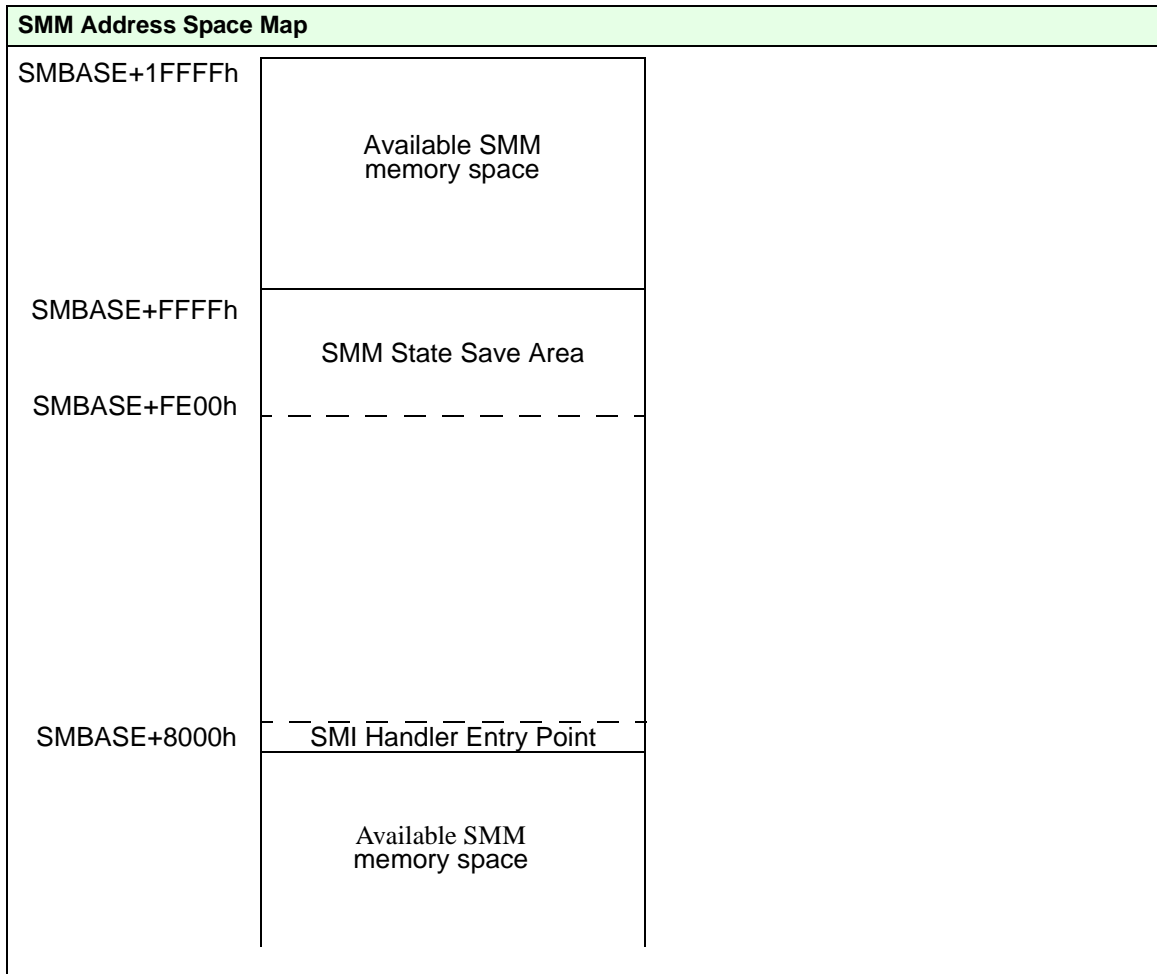 SMM Address Space Map
SMBASE+1FFFFh
Available SMM
memory space
SMBASE+FFFFh
SMM State Save Area
SMBASE+FE00h
SMBASE+8000h
SMI Handler Entry Point
Available SMM
memory space